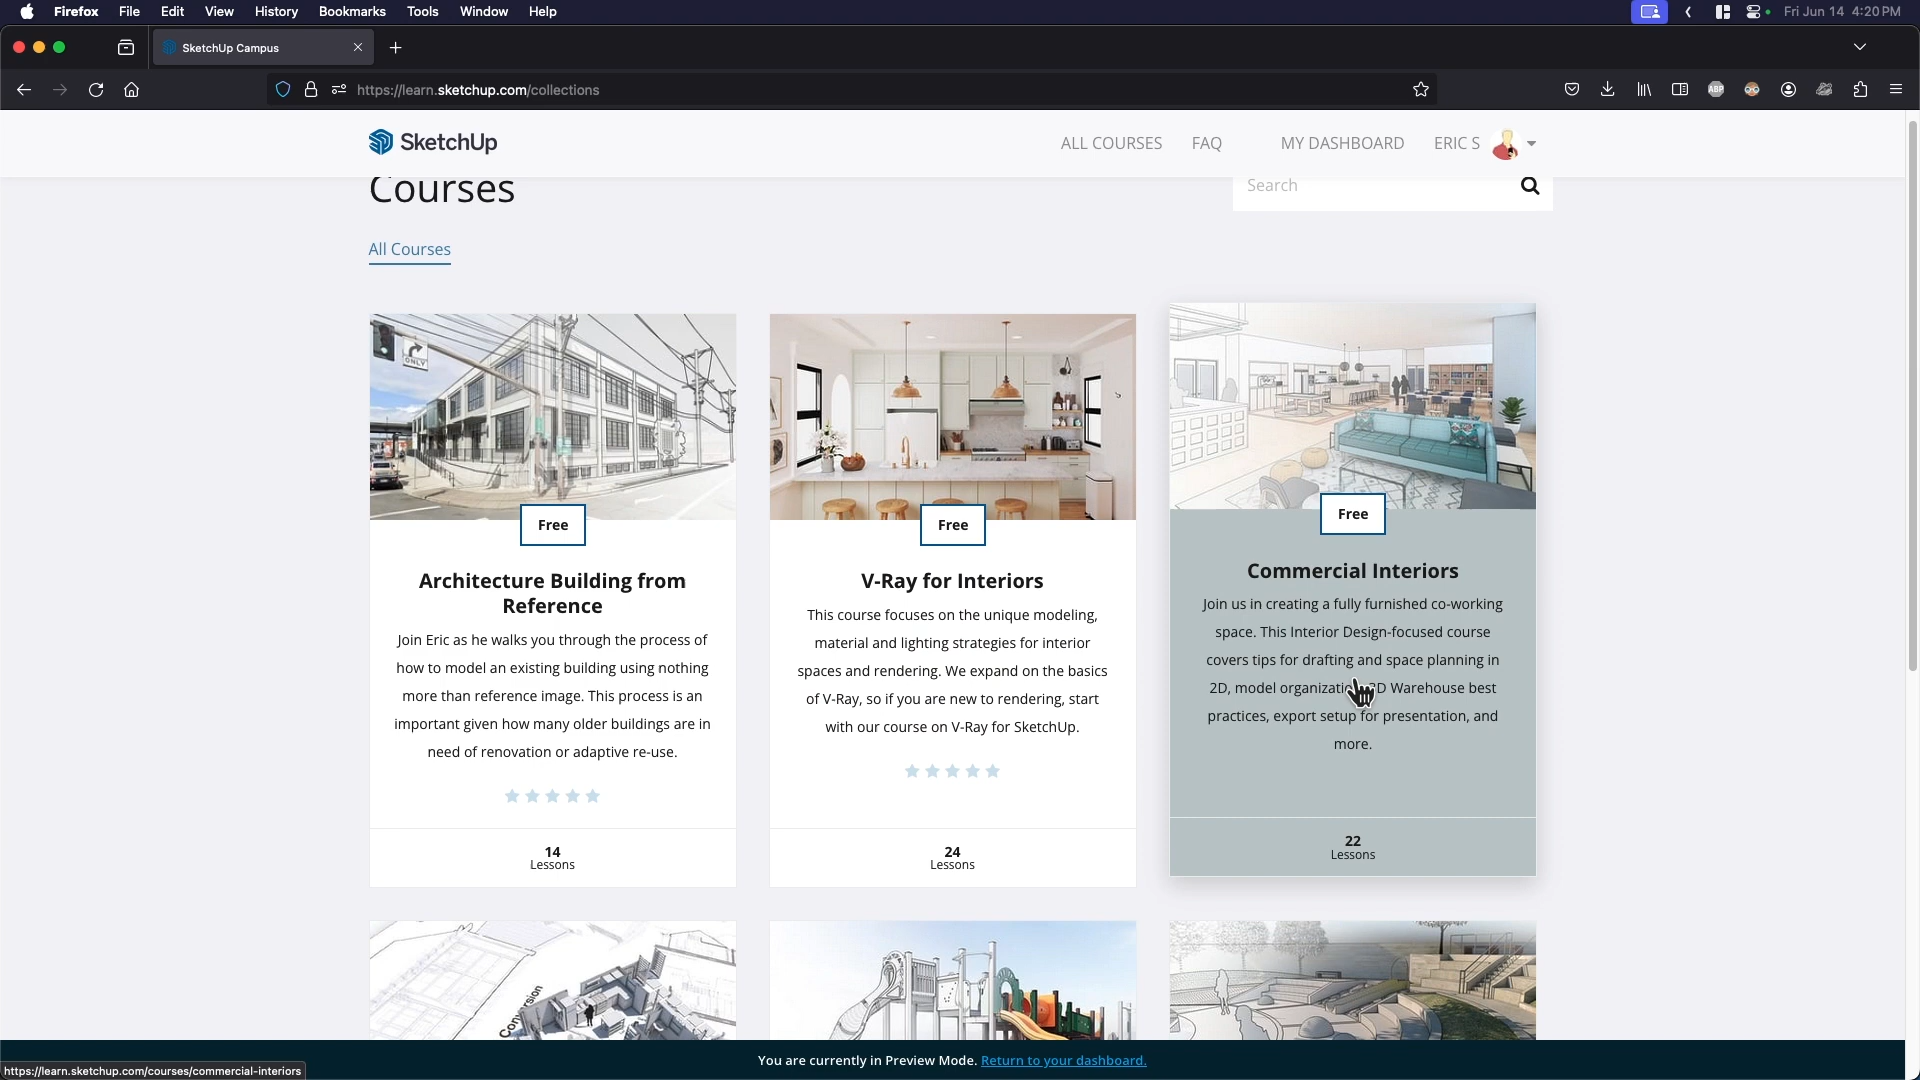 Firefox File Edit View History Bookmarks Tools Window Help Fri Jun 14 4:20 PM
SketchUp Campus
https://learn.sketchup.com/collections
ABP
SketchUp
ALL COURSES FAQ MY DASHBOARD ERIC S
Courses
Search
All Courses
ONLY
Free
Architecture Building from
Reference
Join Eric as he walks you through the process of
how to model an existing building using nothing
more than reference image. This process is an
important given how many older buildings are in
need of renovation or adaptive re-use.
14
Lessons
Free
V-Ray for Interiors
This course focuses on the unique modeling,
material and lighting strategies for interior
spaces and rendering. We expand on the basics
of V-Ray, so if you are new to rendering, start
with our course on V-Ray for SketchUp.
24
Lessons
Free
Commercial Interiors
Join us in creating a fully furnished co-working
space. This Interior Design-focused course
covers tips for drafting and space planning in
2D, model organizatio D Warehouse best
practices, export setup for presentation, and
more.
22
Lessons
You are currently in Preview Mode. Return to your dashboard.
https://learn.sketchup.com/courses/commercial-interiors